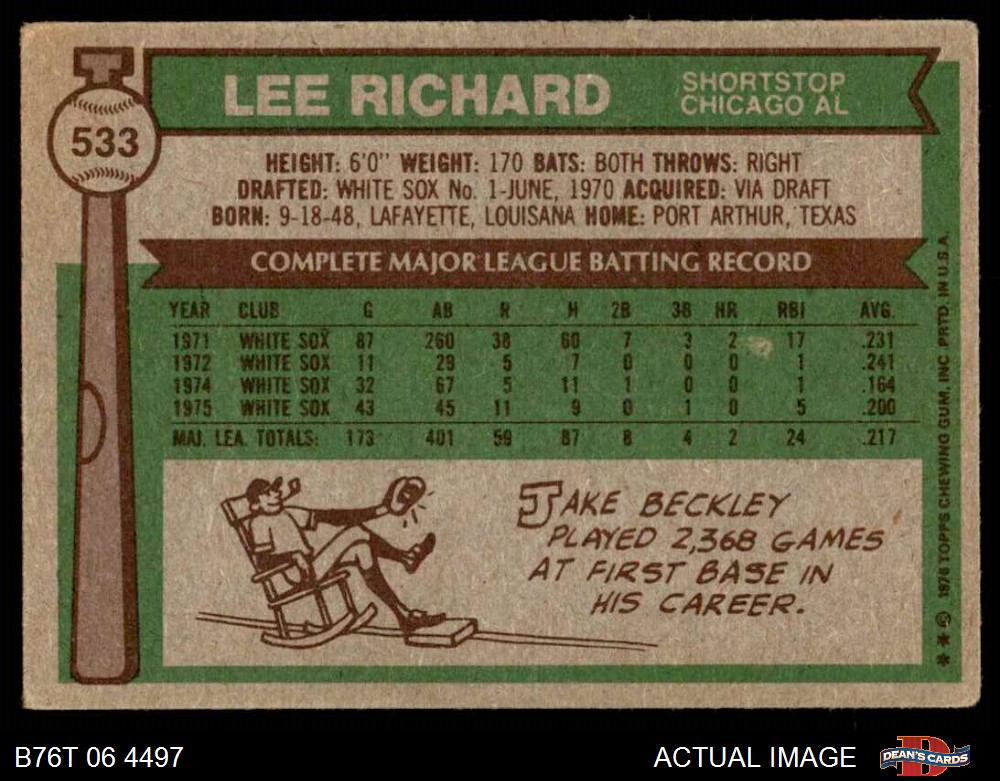 533
LEE RICHARD
SHORTSTOP
CHICAGO AL
HEIGHT: 6'0" WEIGHT: 170 BATS: BOTH THROWS: RIGHT
DRAFTED: WHITE SOX No. 1-JUNE, 1970 ACQUIRED: VIA DRAFT
BORN: 9-18-48, LAFAYETTE, LOUISANA HOME: PORT ARTHUR, TEXAS
COMPLETE MAJOR LEAGUE BATTING RECORD
YEAR CLUB G AB R H 2B 3B HR RBI AVG.
1971 WHITE SOX 87 260 38 60 7 3 2 17 .231
1972 WHITE SOX 11 29 5 7 0 0 0 1 .241
1974 WHITE SOX 32 67 5 11 1 0 0 1 .164
1975 WHITE SOX 43 45 11 9 0 1 0 5 .200
MAJ. LEA. TOTALS: 173 401 59 87 8 4 2 24 .217
JAKE BECKLEY
PLAYED 2,368 GAMES
AT FIRST BASE IN
HIS CAREER.
** © 1976 TOPPS CHEWING GUM, INC. PRTD. IN U.S.A.
B76T 06 4497
ACTUAL IMAGE
DEAN'S CARDS